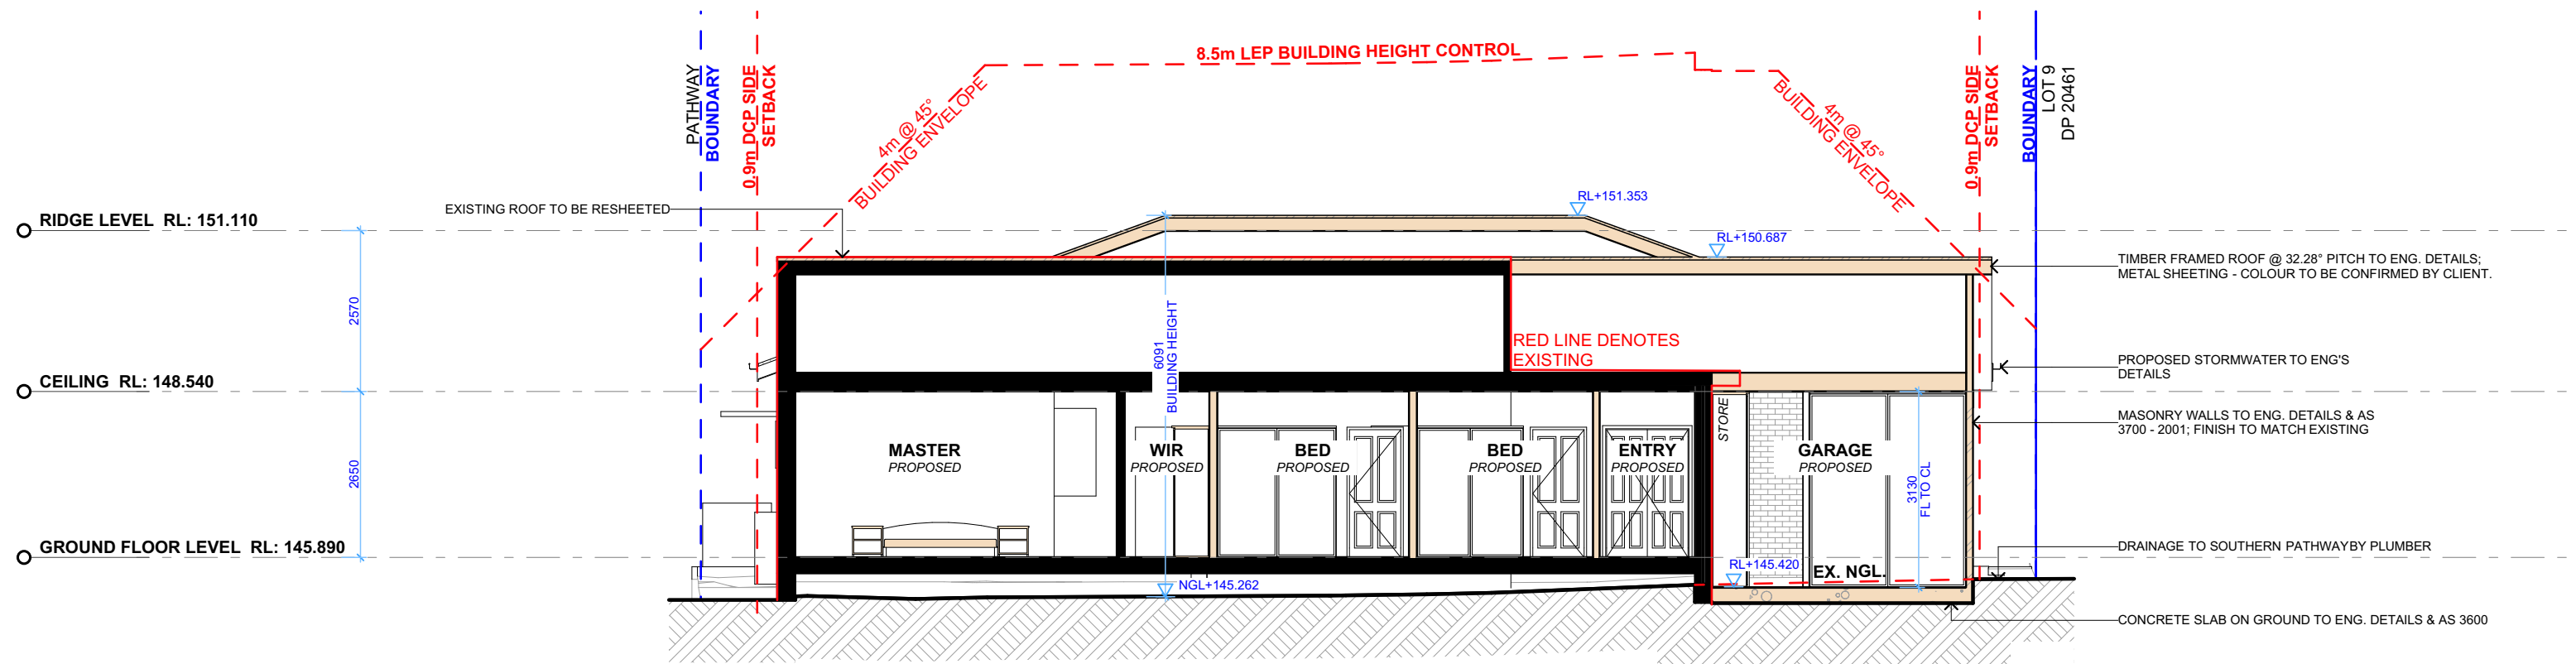 8.5m LEP BUILDING HEIGHT CONTROL
PATHWAY
BOUNDARY
0.9m DCP SIDE
SETBACK
4m @ 45°
BUILDING ENVELOPE
4m @ 45°
BUILDING ENVELOPE
0.9m DCP SIDE
SETBACK
BOUNDARY
LOT 9
DP 20461
RIDGE LEVEL RL: 151.110
EXISTING ROOF TO BE RESHEETED
RL+151.353
RL+150.687
TIMBER FRAMED ROOF @ 32.28° PITCH TO ENG. DETAILS;
METAL SHEETING - COLOUR TO BE CONFIRMED BY CLIENT.
2570
6091
BUILDING HEIGHT
RED LINE DENOTES
EXISTING
PROPOSED STORMWATER TO ENG'S
DETAILS
CEILING RL: 148.540
STORE
MASONRY WALLS TO ENG. DETAILS & AS
3700 - 2001; FINISH TO MATCH EXISTING
2650
MASTER
PROPOSED
WIR
PROPOSED
BED
PROPOSED
BED
PROPOSED
ENTRY
PROPOSED
GARAGE
PROPOSED
3130
FL TO CL
GROUND FLOOR LEVEL RL: 145.890
DRAINAGE TO SOUTHERN PATHWAYBY PLUMBER
RL+145.420
EX. NGL.
NGL+145.262
CONCRETE SLAB ON GROUND TO ENG. DETAILS & AS 3600